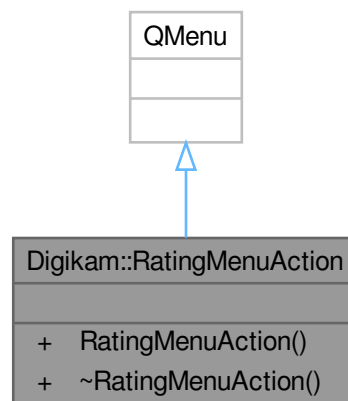 QMenu
Digikam::RatingMenuAction
+ RatingMenuAction()
+ ~RatingMenuAction()